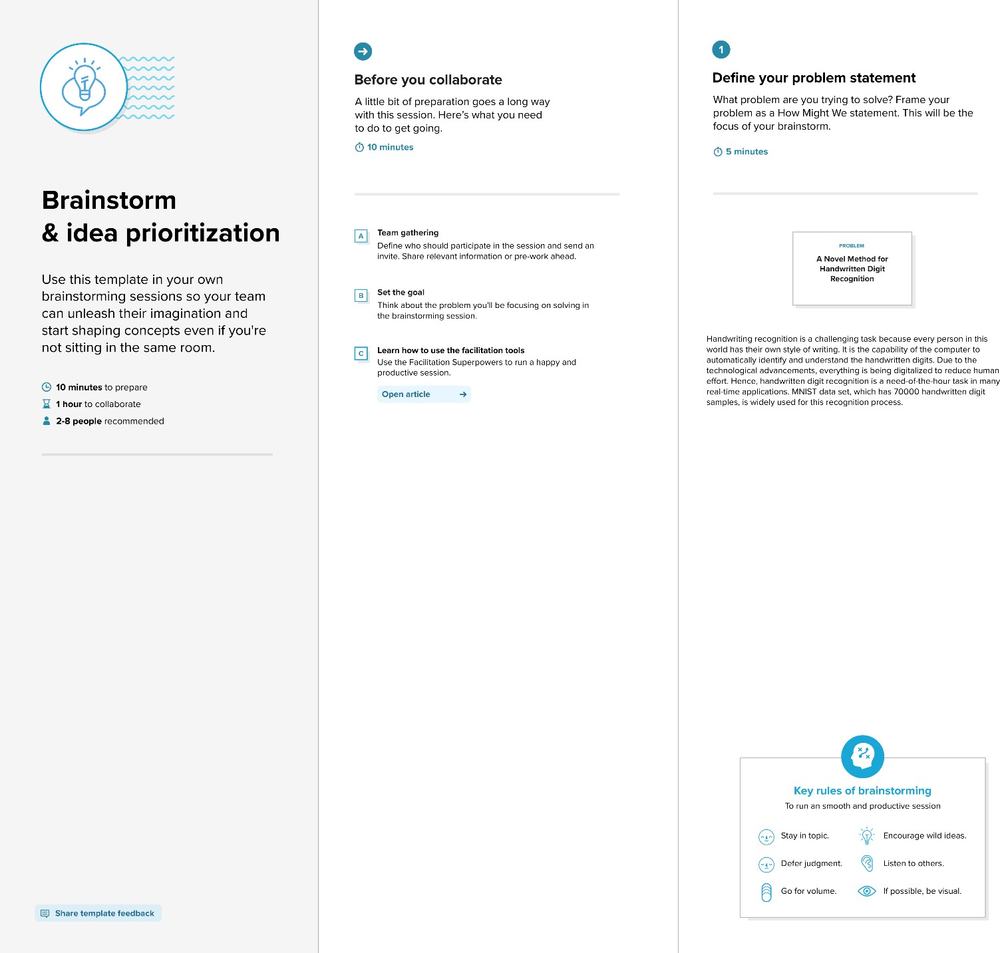 Brainstorm
& idea prioritization
Use this template in your own
brainstorming sessions so your team
can unleash their imagination and
start shaping concepts even if you're
not sitting in the same room.
10 minutes to prepare
1 hour to collaborate
2-8 people recommended
Share template feedback
Before you collaborate
A little bit of preparation goes a long way
with this session. Here's what you need
to do to get going.
10 minutes
A
Team gathering
Define who should participate in the session and send an
invite. Share relevant information or pre-work ahead.
B
Set the goal
Think about the problem you'll be focusing on solving in
the brainstorming session.
C
Learn how to use the facilitation tools
Use the Facilitation Superpowers to run a happy and
productive session.
Open article
1
Define your problem statement
What problem are you trying to solve? Frame your
problem as a How Might We statement. This will be the
focus of your brainstorm.
5 minutes
PROBLEM
A Novel Method for
Handwritten Digit
Recognition
Handwriting recognition is a challenging task because every person in this
world has their own style of writing. It is the capability of the computer to
automatically identify and understand the handwritten digits. Due to the
technological advancements, everything is being digitalized to reduce human
effort. Hence, handwritten digit recognition is a need-of-the-hour task in many
real-time applications. MNIST data set, which has 70000 handwritten digit
samples, is widely used for this recognition process.
Key rules of brainstorming
To run an smooth and productive session
Stay in topic.
Encourage wild ideas.
Defer judgment.
Listen to others.
Go for volume.
If possible, be visual.